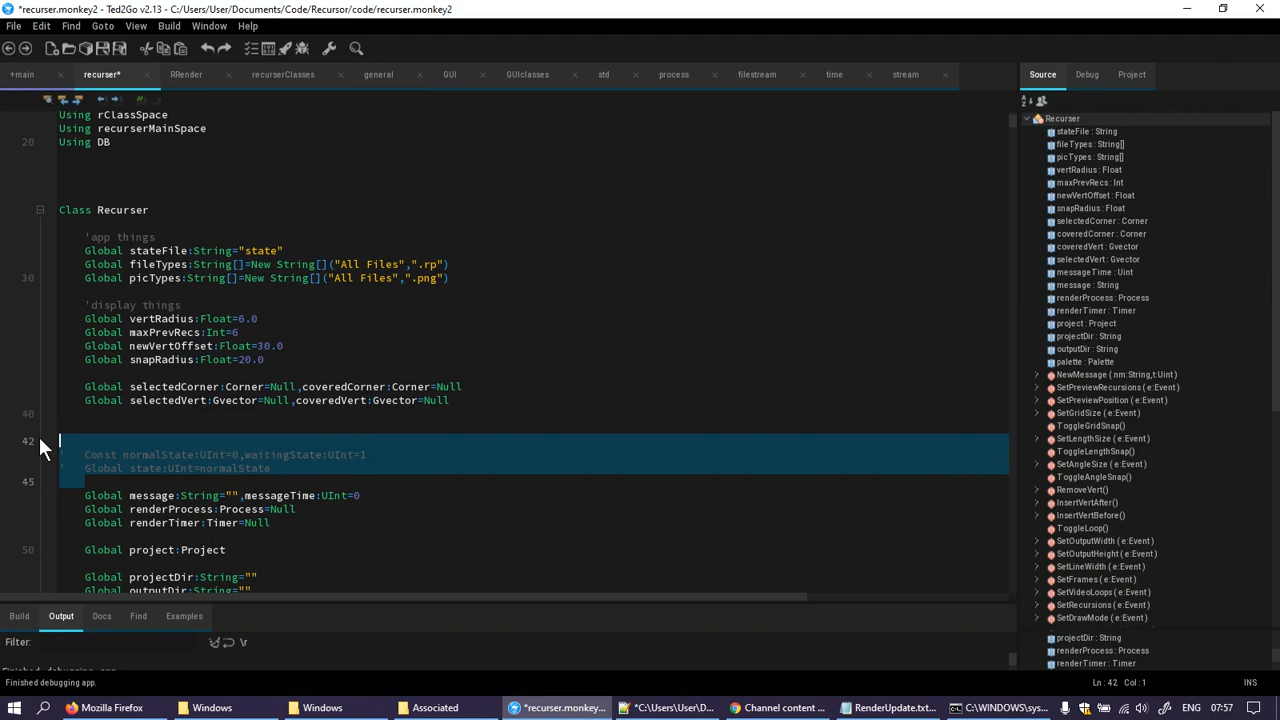 *recurser.monkey2 - Ted2Go v2.13 - C:/Users/User/Documents/Code/Recursor/code/recurser.monkey2
File Edit Find Goto View Build Window Help
+main recurser* RRender recurserClasses general GUI GUIclasses std process filestream time stream
Source Debug Project
Using rClassSpace
Using recurserMainSpace
20 Using DB
Class Recurser
'app things
Global stateFile:String="state"
Global fileTypes:String[]=New String[]("All Files",".rp")
30 Global picTypes:String[]=New String[]("All Files",".png")
'display things
Global vertRadius:Float=6.0
Global maxPrevRecs:Int=6
Global newVertOffset:Float=30.0
Global snapRadius:Float=20.0
Global selectedCorner:Corner=Null,coveredCorner:Corner=Null
Global selectedVert:Gvector=Null,coveredVert:Gvector=Null
40
42
' Const normalState:UInt=0,waitingState:UInt=1
' Global state:UInt=normalState
45
Global message:String="",messageTime:UInt=0
Global renderProcess:Process=Null
Global renderTimer:Timer=Null
50 Global project:Project
Global projectDir:String=""
Global outputDir:String=""
Recurser
stateFile : String
fileTypes : String[]
picTypes : String[]
vertRadius : Float
maxPrevRecs : Int
newVertOffset : Float
snapRadius : Float
selectedCorner : Corner
coveredCorner : Corner
coveredVert : Gvector
selectedVert : Gvector
messageTime : Uint
message : String
renderProcess : Process
renderTimer : Timer
project : Project
projectDir : String
outputDir : String
palette : Palette
NewMessage ( nm:String,t:Uint)
SetPreviewRecursions ( e:Event)
SetPreviewPosition ( e:Event)
SetGridSize ( e:Event)
ToggleGridSnap()
SetLengthSize ( e:Event)
ToggleLengthSnap()
SetAngleSize ( e:Event)
ToggleAngleSnap()
RemoveVert()
InsertVertAfter()
InsertVertBefore()
ToggleLoop()
SetOutputWidth ( e:Event)
SetOutputHeight ( e:Event)
SetLineWidth ( e:Event)
SetFrames ( e:Event)
SetVideoLoops ( e:Event)
SetRecursions ( e:Event)
SetDrawMode ( e:Event)
projectDir : String
renderProcess : Process
renderTimer : Timer
Build Output Docs Find Examples
Filter: \r
Finished debugging app.
Finished debugging app. Ln : 42 Col : 1 INS
Mozilla Firefox Windows Windows Associated *recurser.monkey... *C:\Users\User\D... Channel content -... RenderUpdate.txt... C:\WINDOWS\sys... ENG 07:57